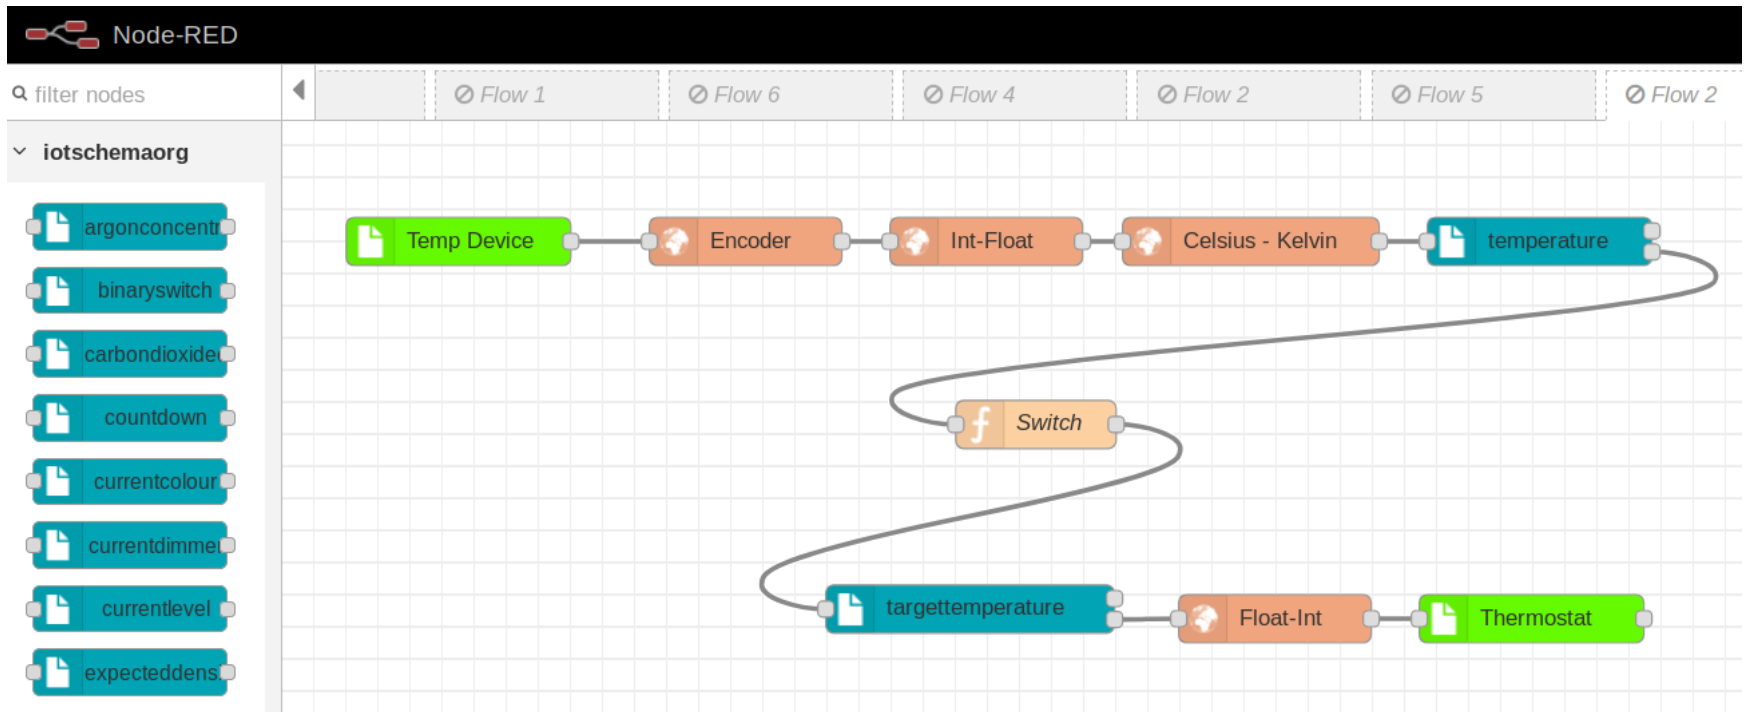 Node-RED
filter nodes
Flow 1
Flow 6
Flow 4
Flow 2
Flow 5
Flow 2
iotschemaorg
argonconcentr
binaryswitch
carbondioxide
countdown
currentcolour
currentdimmer
currentlevel
expecteddens
Temp Device
Encoder
Int-Float
Celsius - Kelvin
temperature
Switch
targettemperature
Float-Int
Thermostat